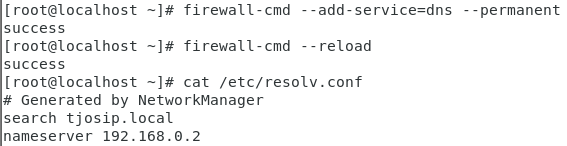 [root@localhost ~]# firewall-cmd --add-service=dns --permanent
success
[root@localhost ~]# firewall-cmd --reload
success
[root@localhost ~]# cat /etc/resolv.conf
# Generated by NetworkManager
search tjosip.local
nameserver 192.168.0.2